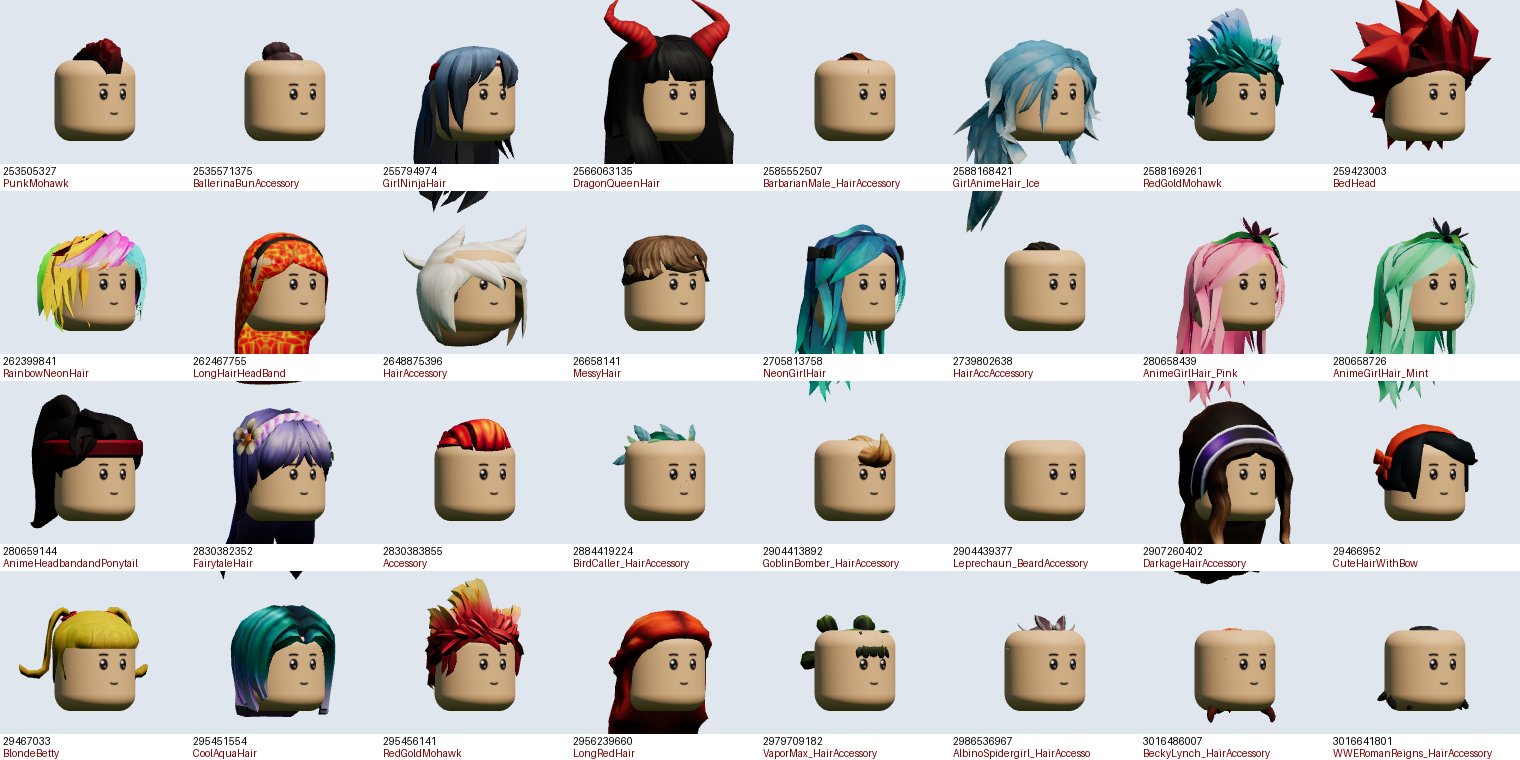 253505327
PunkMohawk
2535571375
BallerinaBunAccessory
255794974
GirlNinjaHair
2566063135
DragonQueenHair
2585552507
BarbarianMale_HairAccessory
2588168421
GirlAnimeHair_Ice
2588169261
RedGoldMohawk
259423003
BedHead
262399841
RainbowNeonHair
262467755
LongHairHeadBand
2648875396
HairAccessory
26658141
MessyHair
2705813758
NeonGirlHair
2739802638
HairAccAccessory
280658439
AnimeGirlHair_Pink
280658726
AnimeGirlHair_Mint
280659144
AnimeHeadbandandPonytail
2830382352
FairytaleHair
2830383855
Accessory
2884419224
BirdCaller_HairAccessory
2904413892
GoblinBomber_HairAccessory
2904439377
Leprechaun_BeardAccessory
2907260402
DarkageHairAccessory
29466952
CuteHairWithBow
29467033
BlondeBetty
295451554
CoolAquaHair
295456141
RedGoldMohawk
2956239660
LongRedHair
2979709182
VaporMax_HairAccessory
2986536967
AlbinoSpidergirl_HairAccesso
3016486007
BeckyLynch_HairAccessory
3016641801
WWERomanReigns_HairAccessory